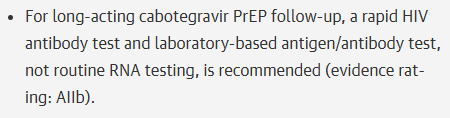 • For long-acting cabotegravir PrEP follow-up, a rapid HIV
antibody test and laboratory-based antigen/antibody test,
not routine RNA testing, is recommended (evidence rat-
ing: AIIb).